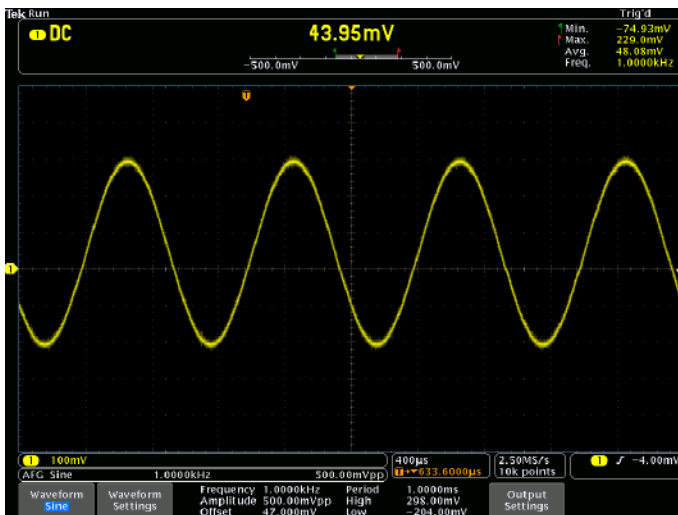 Tek Run Trig'd
1 DC 43.95mV
-500.0mV 500.0mV
Min. -74.93mV
Max. 229.0mV
Avg. 48.08mV
Freq. 1.0000kHz
T
1
1 100mV
AFG Sine 1.0000kHz 500.00mVpp
400µs
T→▼633.6000µs
2.50MS/s
10k points
1 ∫ -4.00mV
Waveform
Sine
Waveform
Settings
Frequency 1.0000kHz Period 1.0000ms
Amplitude 500.00mVpp High 298.00mV
Offset 47.000mV Low -204.00mV
Output
Settings